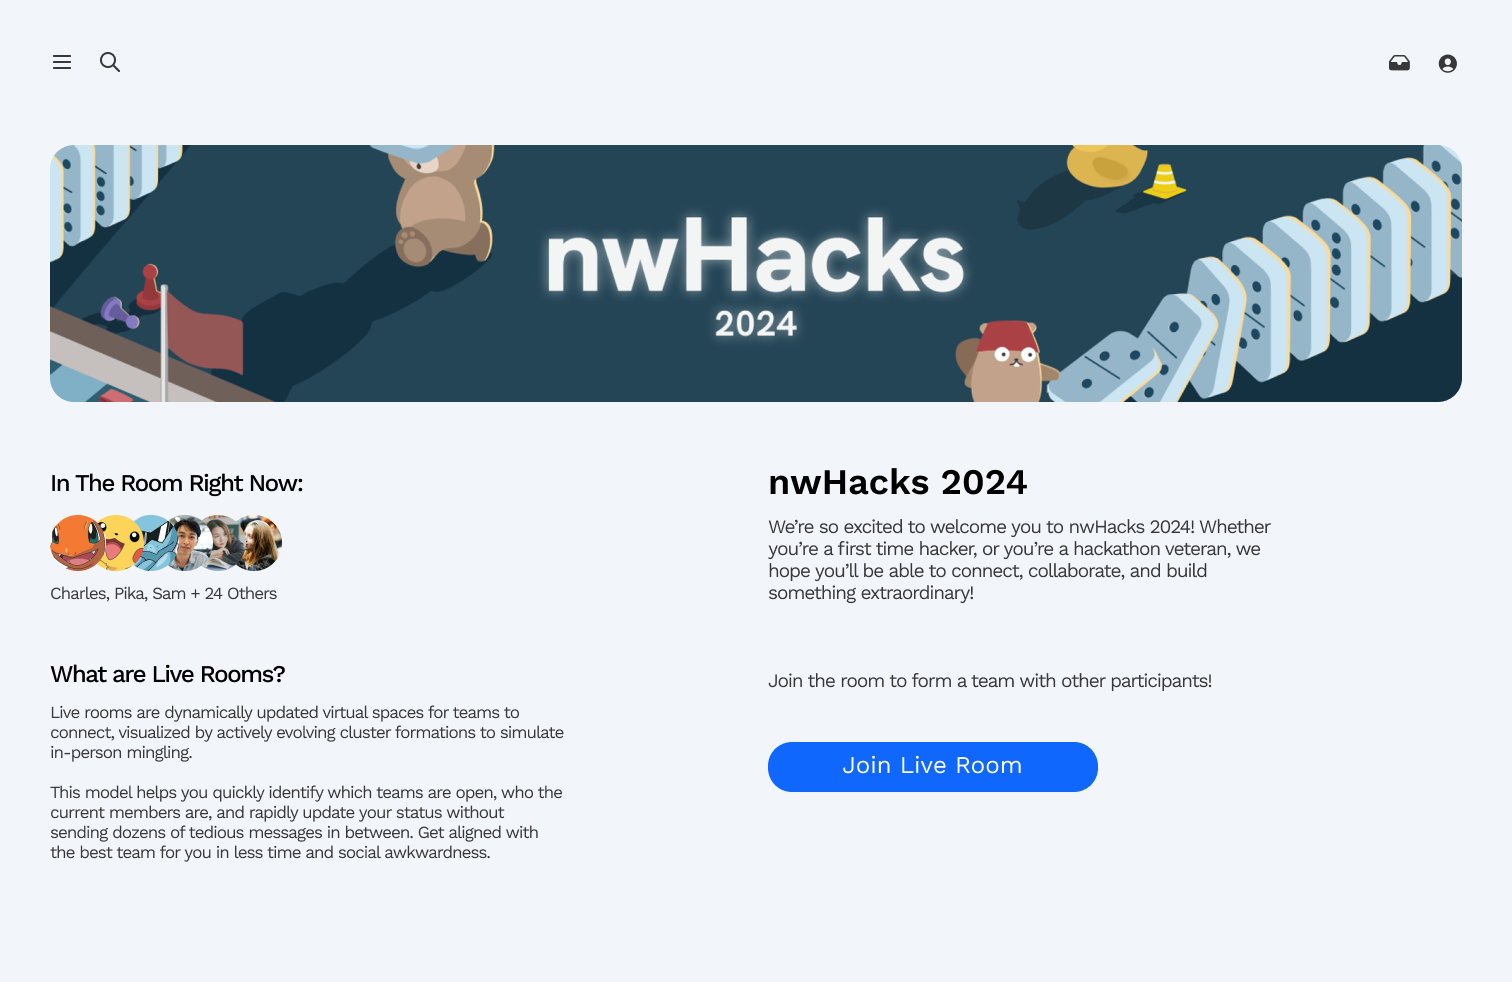 nwHacks
2024
In The Room Right Now:
Charles, Pika, Sam + 24 Others
What are Live Rooms?
Live rooms are dynamically updated virtual spaces for teams to
connect, visualized by actively evolving cluster formations to simulate
in-person mingling.
This model helps you quickly identify which teams are open, who the
current members are, and rapidly update your status without
sending dozens of tedious messages in between. Get aligned with
the best team for you in less time and social awkwardness.
nwHacks 2024
We’re so excited to welcome you to nwHacks 2024! Whether
you’re a first time hacker, or you’re a hackathon veteran, we
hope you’ll be able to connect, collaborate, and build
something extraordinary!
Join the room to form a team with other participants!
Join Live Room